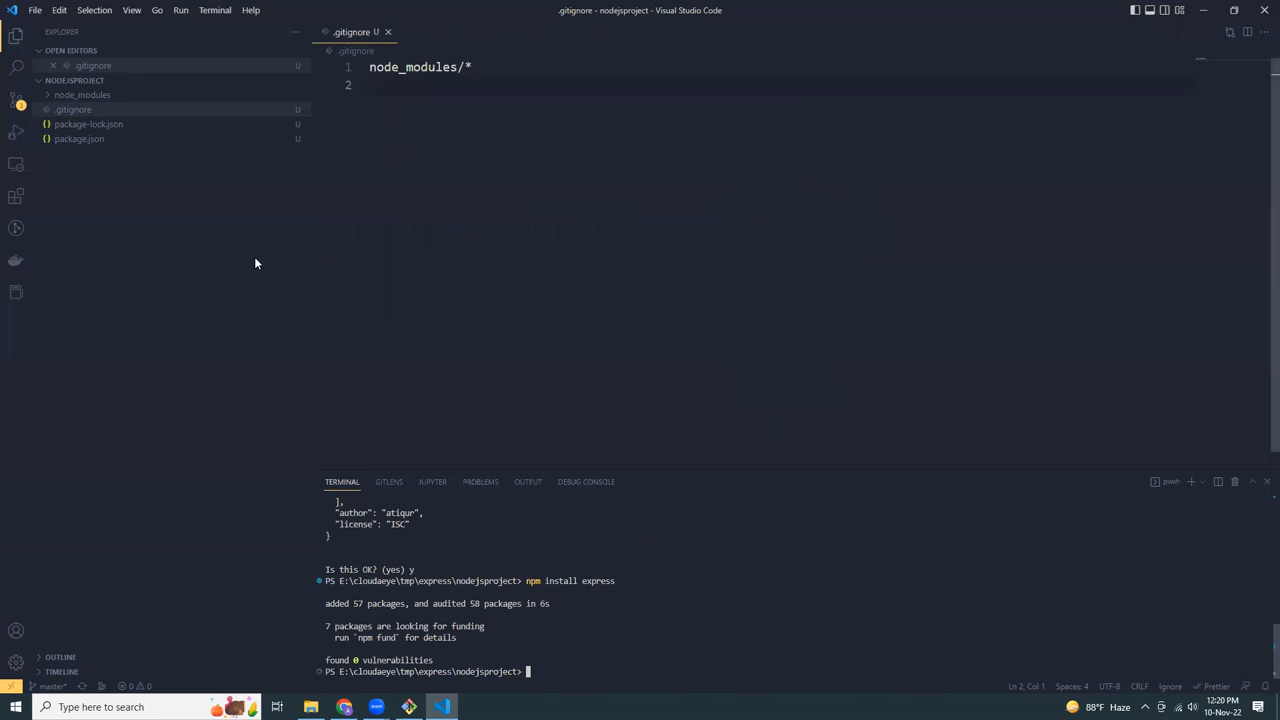 File Edit Selection View Go Run Terminal Help
.gitignore - nodejsproject - Visual Studio Code
EXPLORER
OPEN EDITORS
.gitignore U
NODEJSPROJECT
node_modules
.gitignore U
package-lock.json U
package.json U
OUTLINE
TIMELINE
.gitignore U
.gitignore
1 node_modules/*
2
TERMINAL GITLENS JUPYTER PROBLEMS OUTPUT DEBUG CONSOLE
pwsh
],
"author": "atiqur",
"license": "ISC"
}
Is this OK? (yes) y
PS E:\cloudaeye\tmp\express\nodejsproject> npm install express
added 57 packages, and audited 58 packages in 6s
7 packages are looking for funding
run `npm fund` for details
found 0 vulnerabilities
PS E:\cloudaeye\tmp\express\nodejsproject>
master* 0 0
Ln 2, Col 1 Spaces: 4 UTF-8 CRLF Ignore Prettier
Type here to search
zoom
88°F Haze
12:20 PM
10-Nov-22